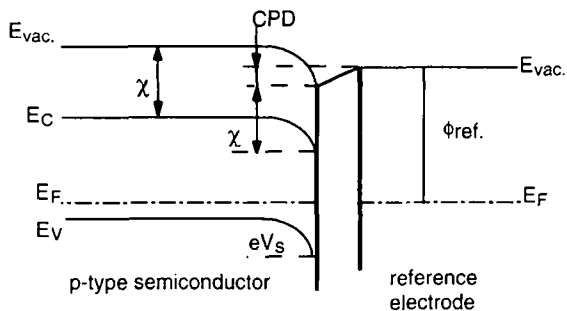 CPD
Evac.
Evac.
χ
EC
χ
ϕref.
EF
EF
EV
eVs
p-type semiconductor
reference
electrode